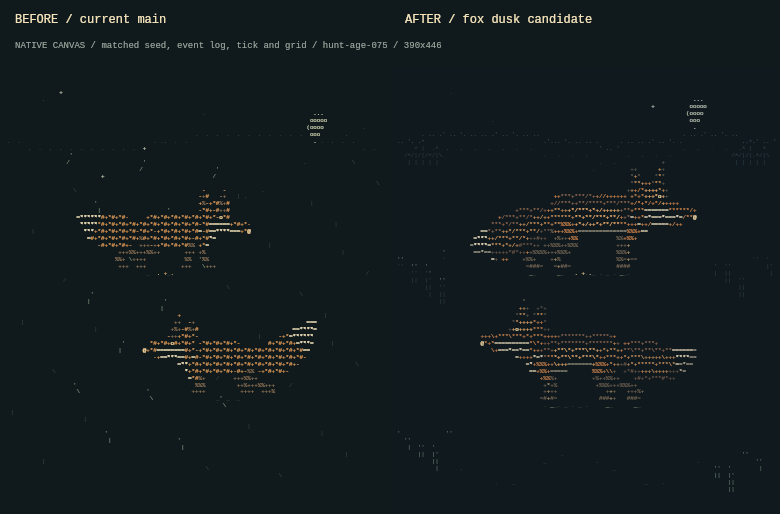 BEFORE / current main
AFTER / fox dusk candidate
NATIVE CANVAS / matched seed, event log, tick and grid / hunt-age-075 / 390x446